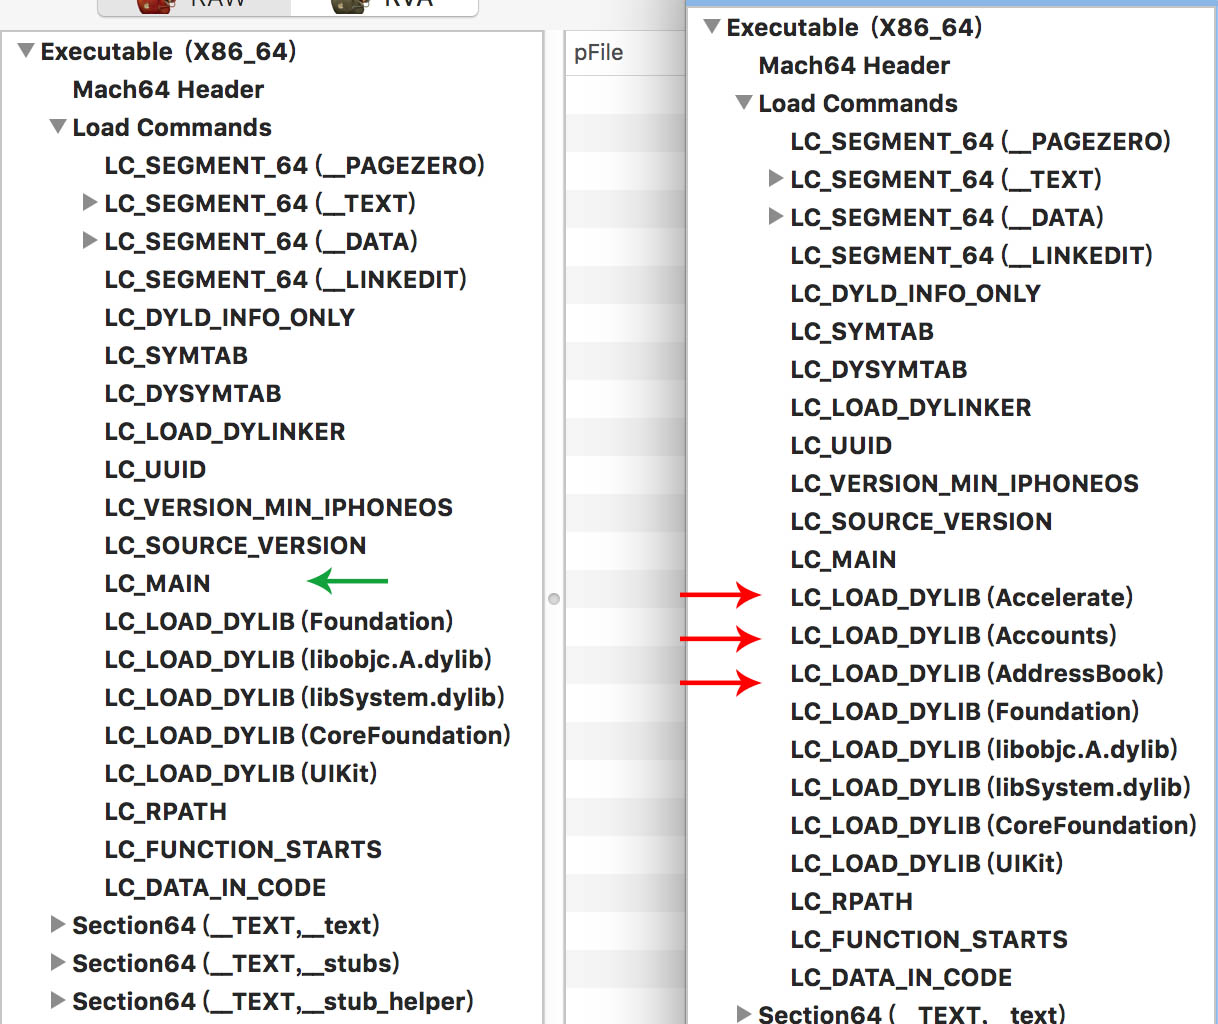 RAW
RVA
Executable (X86_64)
Mach64 Header
Load Commands
LC_SEGMENT_64 (__PAGEZERO)
LC_SEGMENT_64 (__TEXT)
LC_SEGMENT_64 (__DATA)
LC_SEGMENT_64 (__LINKEDIT)
LC_DYLD_INFO_ONLY
LC_SYMTAB
LC_DYSYMTAB
LC_LOAD_DYLINKER
LC_UUID
LC_VERSION_MIN_IPHONEOS
LC_SOURCE_VERSION
LC_MAIN
LC_LOAD_DYLIB (Foundation)
LC_LOAD_DYLIB (libobjc.A.dylib)
LC_LOAD_DYLIB (libSystem.dylib)
LC_LOAD_DYLIB (CoreFoundation)
LC_LOAD_DYLIB (UIKit)
LC_RPATH
LC_FUNCTION_STARTS
LC_DATA_IN_CODE
Section64 (__TEXT,__text)
Section64 (__TEXT,__stubs)
Section64 (__TEXT,__stub_helper)
pFile
Executable (X86_64)
Mach64 Header
Load Commands
LC_SEGMENT_64 (__PAGEZERO)
LC_SEGMENT_64 (__TEXT)
LC_SEGMENT_64 (__DATA)
LC_SEGMENT_64 (__LINKEDIT)
LC_DYLD_INFO_ONLY
LC_SYMTAB
LC_DYSYMTAB
LC_LOAD_DYLINKER
LC_UUID
LC_VERSION_MIN_IPHONEOS
LC_SOURCE_VERSION
LC_MAIN
LC_LOAD_DYLIB (Accelerate)
LC_LOAD_DYLIB (Accounts)
LC_LOAD_DYLIB (AddressBook)
LC_LOAD_DYLIB (Foundation)
LC_LOAD_DYLIB (libobjc.A.dylib)
LC_LOAD_DYLIB (libSystem.dylib)
LC_LOAD_DYLIB (CoreFoundation)
LC_LOAD_DYLIB (UIKit)
LC_RPATH
LC_FUNCTION_STARTS
LC_DATA_IN_CODE
Section64 (__TEXT,__text)